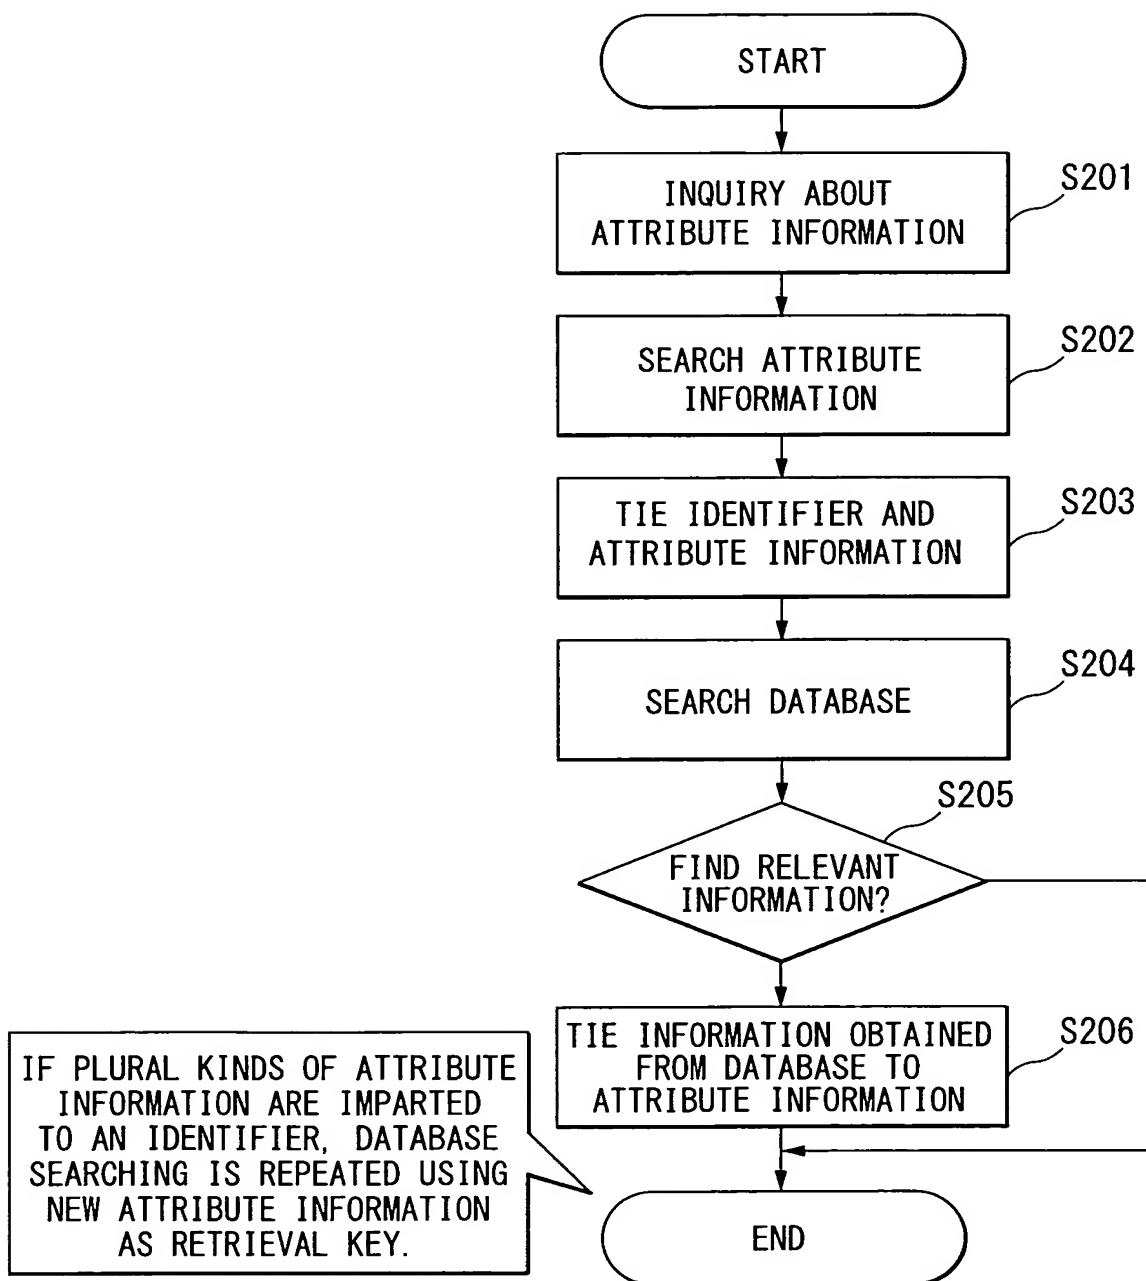 START
INQUIRY ABOUT
ATTRIBUTE INFORMATION
S201
SEARCH ATTRIBUTE
INFORMATION
S202
TIE IDENTIFIER AND
ATTRIBUTE INFORMATION
S203
SEARCH DATABASE
S204
FIND RELEVANT
INFORMATION?
S205
TIE INFORMATION OBTAINED
FROM DATABASE TO
ATTRIBUTE INFORMATION
S206
IF PLURAL KINDS OF ATTRIBUTE
INFORMATION ARE IMPARTED
TO AN IDENTIFIER, DATABASE
SEARCHING IS REPEATED USING
NEW ATTRIBUTE INFORMATION
AS RETRIEVAL KEY.
END